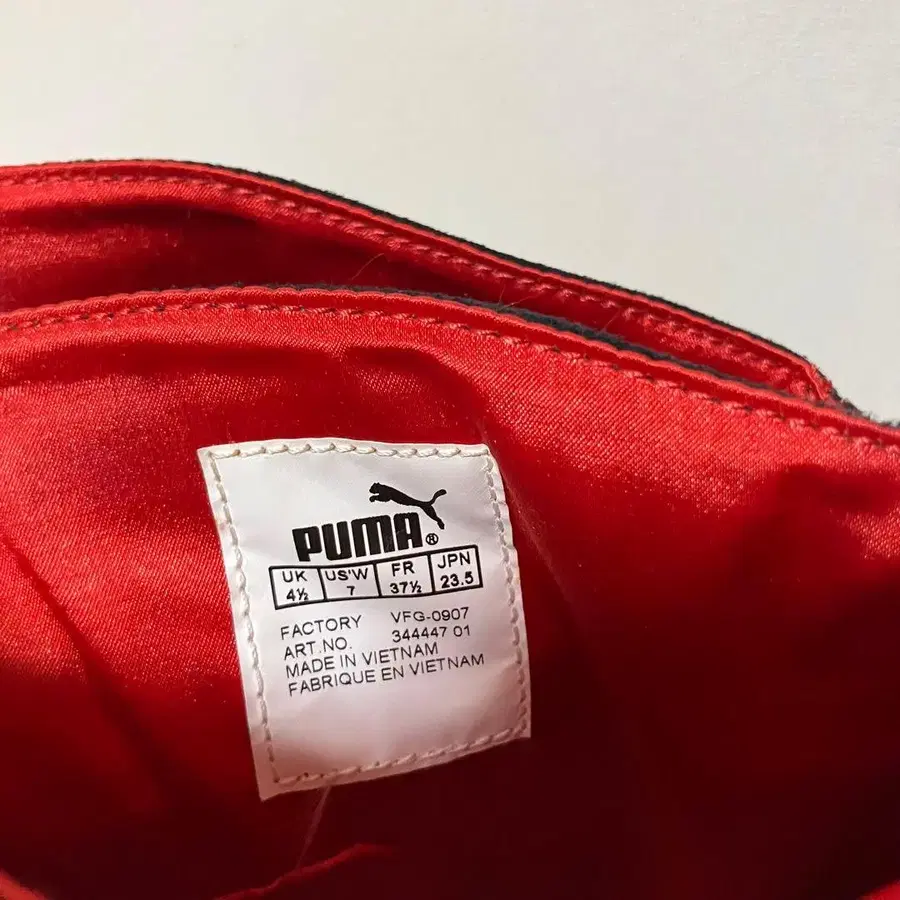 PUMA®
UK US'W FR JPN
4½ 7 37½ 23.5
FACTORY VFG-0907
ART.NO. 344447 01
MADE IN VIETNAM
FABRIQUE EN VIETNAM